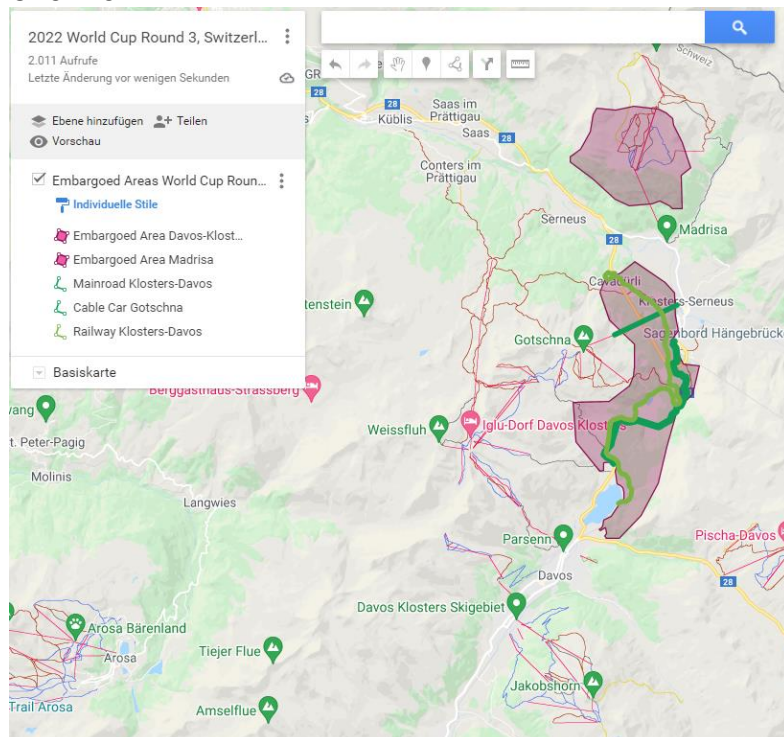 2022 World Cup Round 3, Switzerl...
2.011 Aufrufe
Letzte Änderung vor wenigen Sekunden
Ebene hinzufügen
Teilen
Vorschau
Embargoed Areas World Cup Roun...
Individuelle Stile
Embargoed Area Davos-Klost...
Embargoed Area Madrisa
Mainroad Klosters-Davos
Cable Car Gotschna
Railway Klosters-Davos
Basiskarte
Schweiz
GR
28
28
Küblis
Saas im
Prättigau
Saas
28
Conters im
Prättigau
Serneus
Madrisa
28
Cavadürli
Klosters-Serneus
Gotschna
Sagenbord Hängebrücke
Berggasthaus-Strassberg
Weissfluh
Iglu-Dorf Davos Klosters
t. Peter-Pagig
Molinis
Langwies
Parsenn
Pischa-Davos
Davos
28
Davos Klosters Skigebiet
Arosa Bärenland
Arosa
Tiejer Flue
Jakobshorn
Trail Arosa
Amselflue